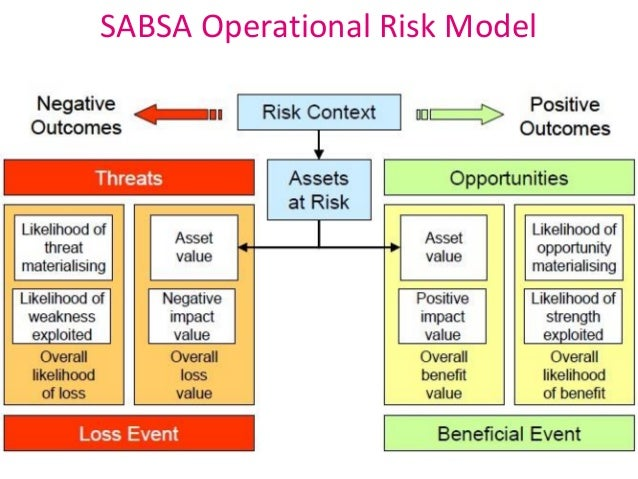 SABSA Operational Risk Model
Negative
Outcomes
Risk Context
Positive
Outcomes
Threats
Assets
at Risk
Opportunities
Likelihood of
threat
materialising
Asset
value
Asset
value
Likelihood of
opportunity
materialising
Likelihood of
weakness
exploited
Negative
impact
value
Positive
impact
value
Likelihood of
strength
exploited
Overall
likelihood
of loss
Overall
loss
value
Overall
benefit
value
Overall
likelihood
of benefit
Loss Event
Beneficial Event